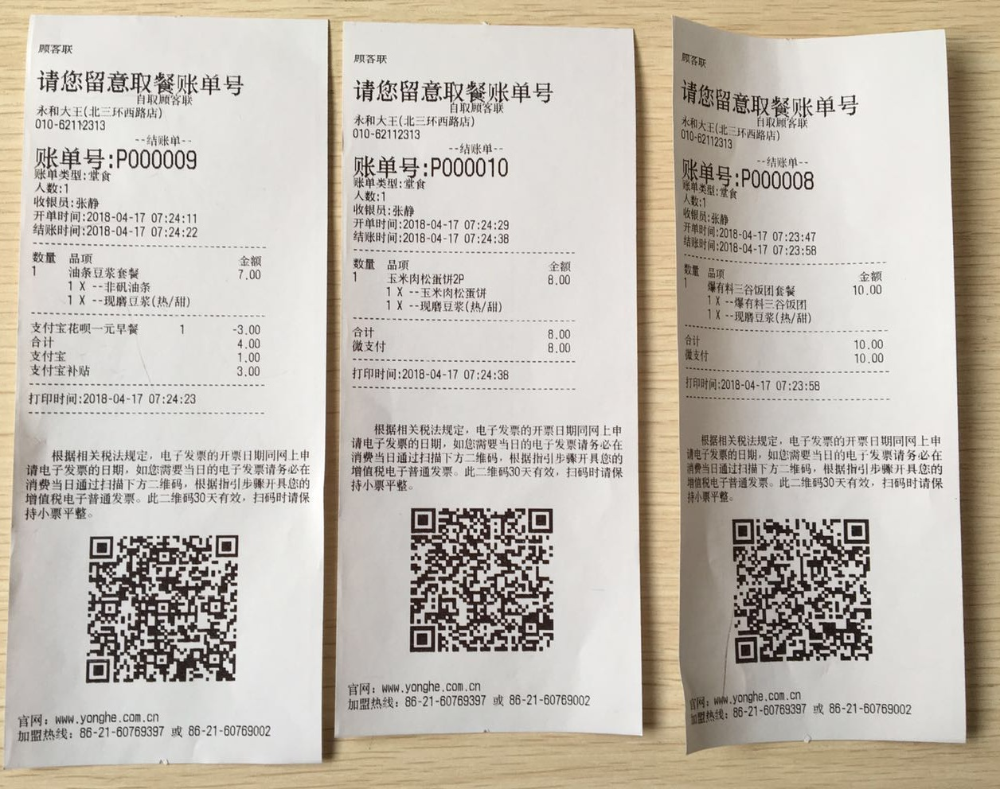 顾客联
请您留意取餐账单号
自取顾客联
永和大王(北三环西路店)
010-62112313
--结账单--
账单号:P000009
账单类型:堂食
人数:1
收银员:张静
开单时间:2018-04-17 07:24:11
结账时间:2018-04-17 07:24:22
数量 品项 金额
1 油条豆浆套餐 7.00
1 X --非矾油条
1 X --现磨豆浆(热/甜)
支付宝花呗一元早餐 1 -3.00
合计 4.00
支付宝 1.00
支付宝补贴 3.00
打印时间:2018-04-17 07:24:23
根据相关税法规定，电子发票的开票日期同网上申
请电子发票的日期，如您需要当日的电子发票请务必在
消费当日通过扫描下方二维码，根据指引步骤开具您的
增值税电子普通发票。此二维码30天有效，扫码时请保
持小票平整。
官网：www.yonghe.com.cn
加盟热线：86-21-60769397 或 86-21-60769002
顾客联
请您留意取餐账单号
自取顾客联
永和大王(北三环西路店)
010-62112313
--结账单--
账单号:P000010
账单类型:堂食
人数:1
收银员:张静
开单时间:2018-04-17 07:24:29
结账时间:2018-04-17 07:24:38
数量 品项 金额
1 玉米肉松蛋饼2P 8.00
1 X --玉米肉松蛋饼
1 X --现磨豆浆(热/甜)
合计 8.00
微支付 8.00
打印时间:2018-04-17 07:24:38
根据相关税法规定，电子发票的开票日期同网上申
请电子发票的日期，如您需要当日的电子发票请务必在
消费当日通过扫描下方二维码，根据指引步骤开具您的
增值税电子普通发票。此二维码30天有效，扫码时请保
持小票平整。
官网：www.yonghe.com.cn
加盟热线：86-21-60769397 或 86-21-60769002
顾客联
请您留意取餐账单号
自取顾客联
永和大王(北三环西路店)
010-62112313
--结账单--
账单号:P000008
账单类型:堂食
人数:1
收银员:张静
开单时间:2018-04-17 07:23:47
结账时间:2018-04-17 07:23:58
数量 品项 金额
1 爆有料三谷饭团套餐 10.00
1 X --爆有料三谷饭团
1 X --现磨豆浆(热/甜)
合计 10.00
微支付 10.00
打印时间:2018-04-17 07:23:58
根据相关税法规定，电子发票的开票日期同网上申
请电子发票的日期，如您需要当日的电子发票请务必在
消费当日通过扫描下方二维码，根据指引步骤开具您的
增值税电子普通发票。此二维码30天有效，扫码时请保
持小票平整。
官网：www.yonghe.com.cn
加盟热线：86-21-60769397 或 86-21-60769002